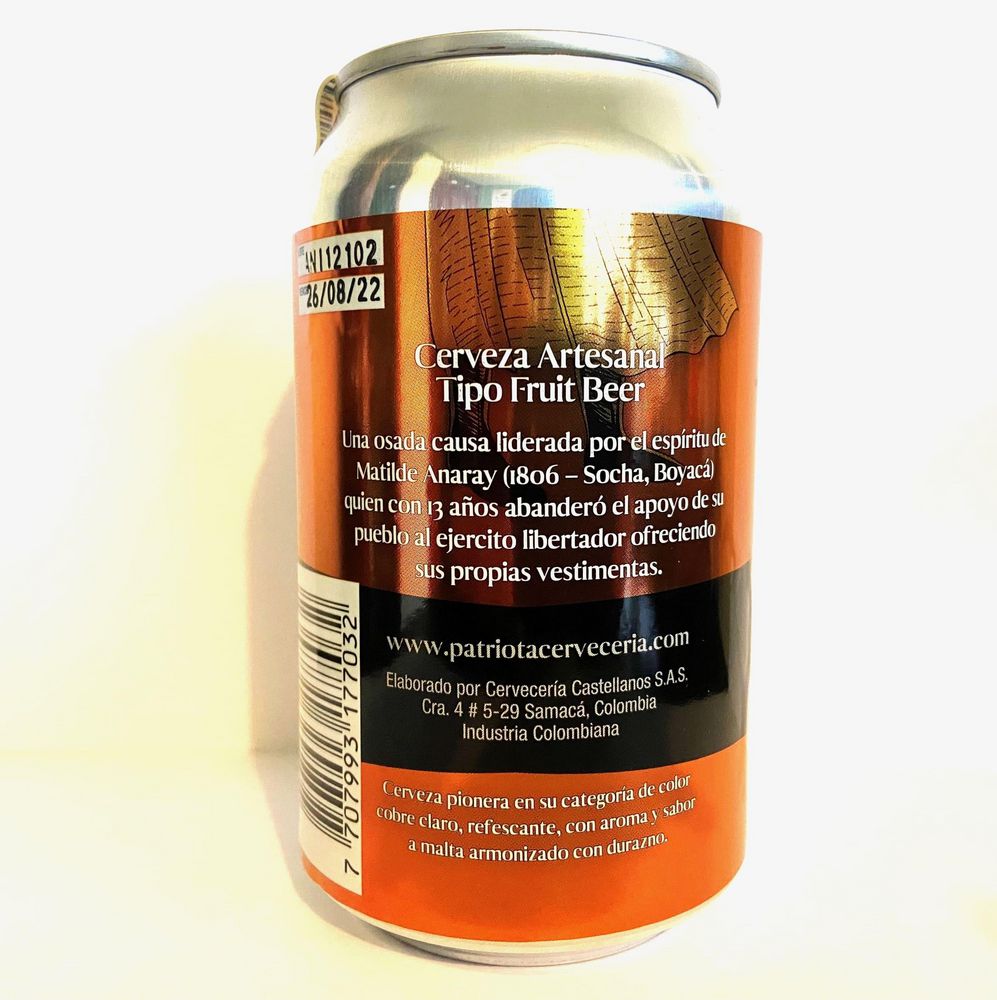 ANI12102
26/08/22
Cerveza Artesanal
Tipo Fruit Beer
Una osada causa liderada por el espíritu de
Matilde Anaray (1806 – Socha, Boyacá)
quien con 13 años abanderó el apoyo de su
pueblo al ejercito libertador ofreciendo
sus propias vestimentas.
www.patriotacerveceria.com
Elaborado por Cervecería Castellanos S.A.S.
Cra. 4 # 5-29 Samacá, Colombia
Industria Colombiana
7 707993 177032
Cerveza pionera en su categoría de color
cobre claro, refescante, con aroma y sabor
a malta armonizado con durazno.